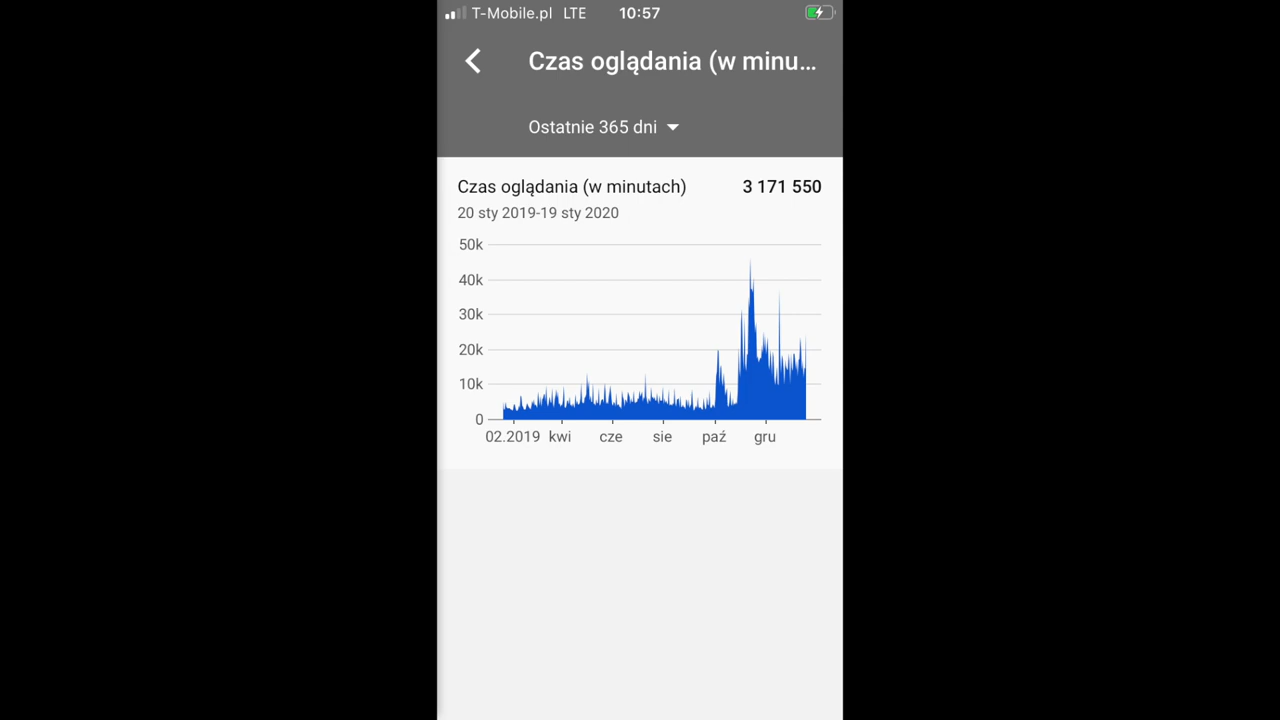 T-Mobile.pl LTE 10:57
Czas oglądania (w minu...
Ostatnie 365 dni
Czas oglądania (w minutach) 3 171 550
20 sty 2019-19 sty 2020
50k
40k
30k
20k
10k
0
02.2019 kwi cze sie paź gru